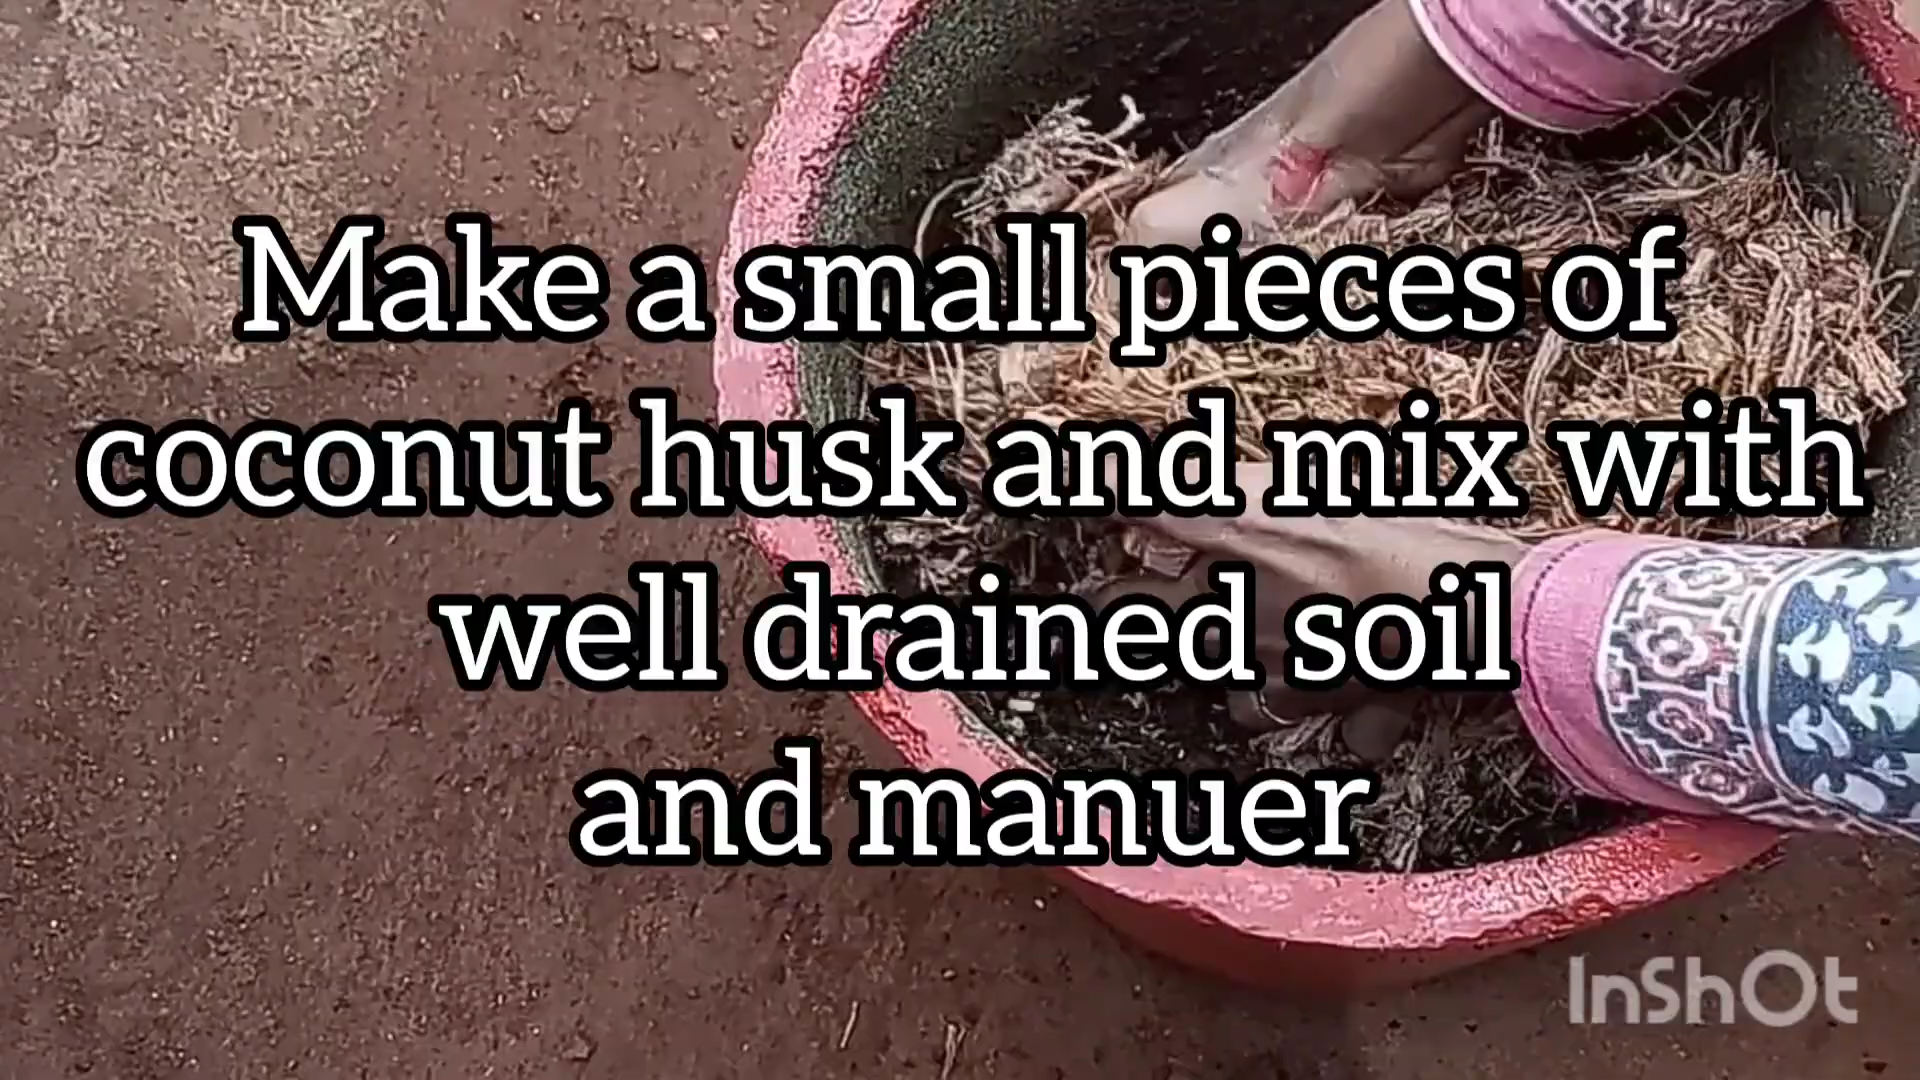 Make a small pieces of
coconut husk and mix with
well drained soil
and manuer
InShOt